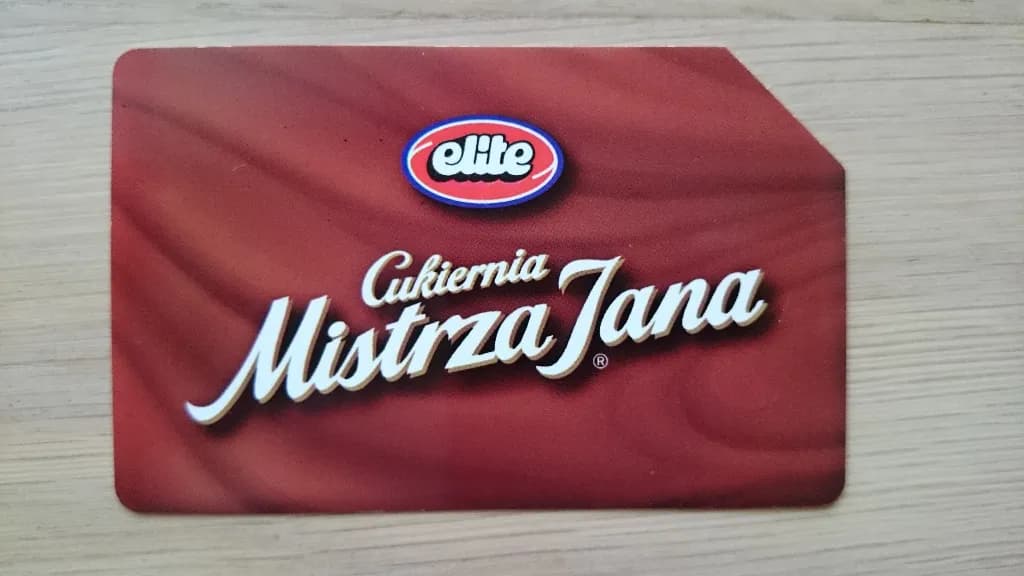 elite
Cukiernia
Mistrza Jana
®